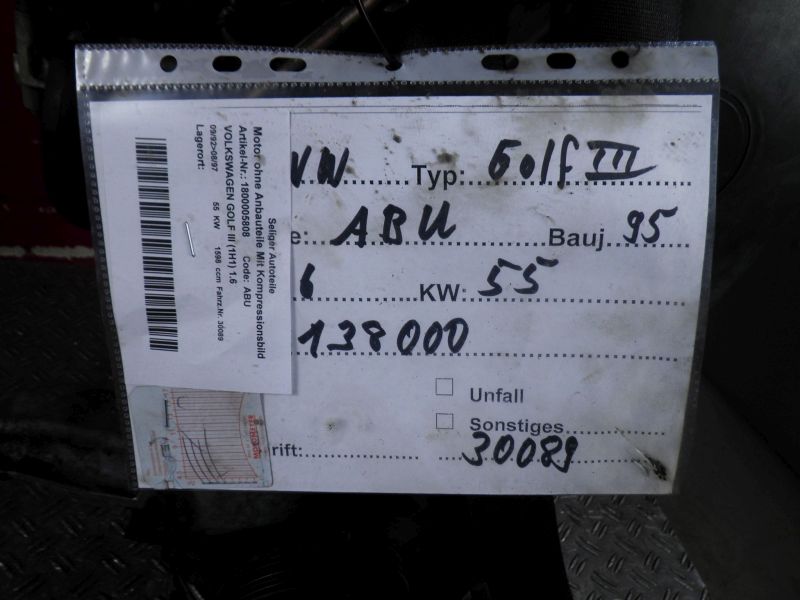 VW Typ: Golf III
e: ABU Bauj. 95
6 KW 55
138000
Unfall
Sonstiges
rift: 30089
Seliger Autoteile
Motor ohne Anbauteile Mit Kompressionsbild
Artikel-Nr.: 1800005808 Code: ABU
VOLKSWAGEN GOLF III (1H1) 1.6
09/92>08/97 55 KW 1598 ccm Fahrz.Nr. 30089
Lagerort: